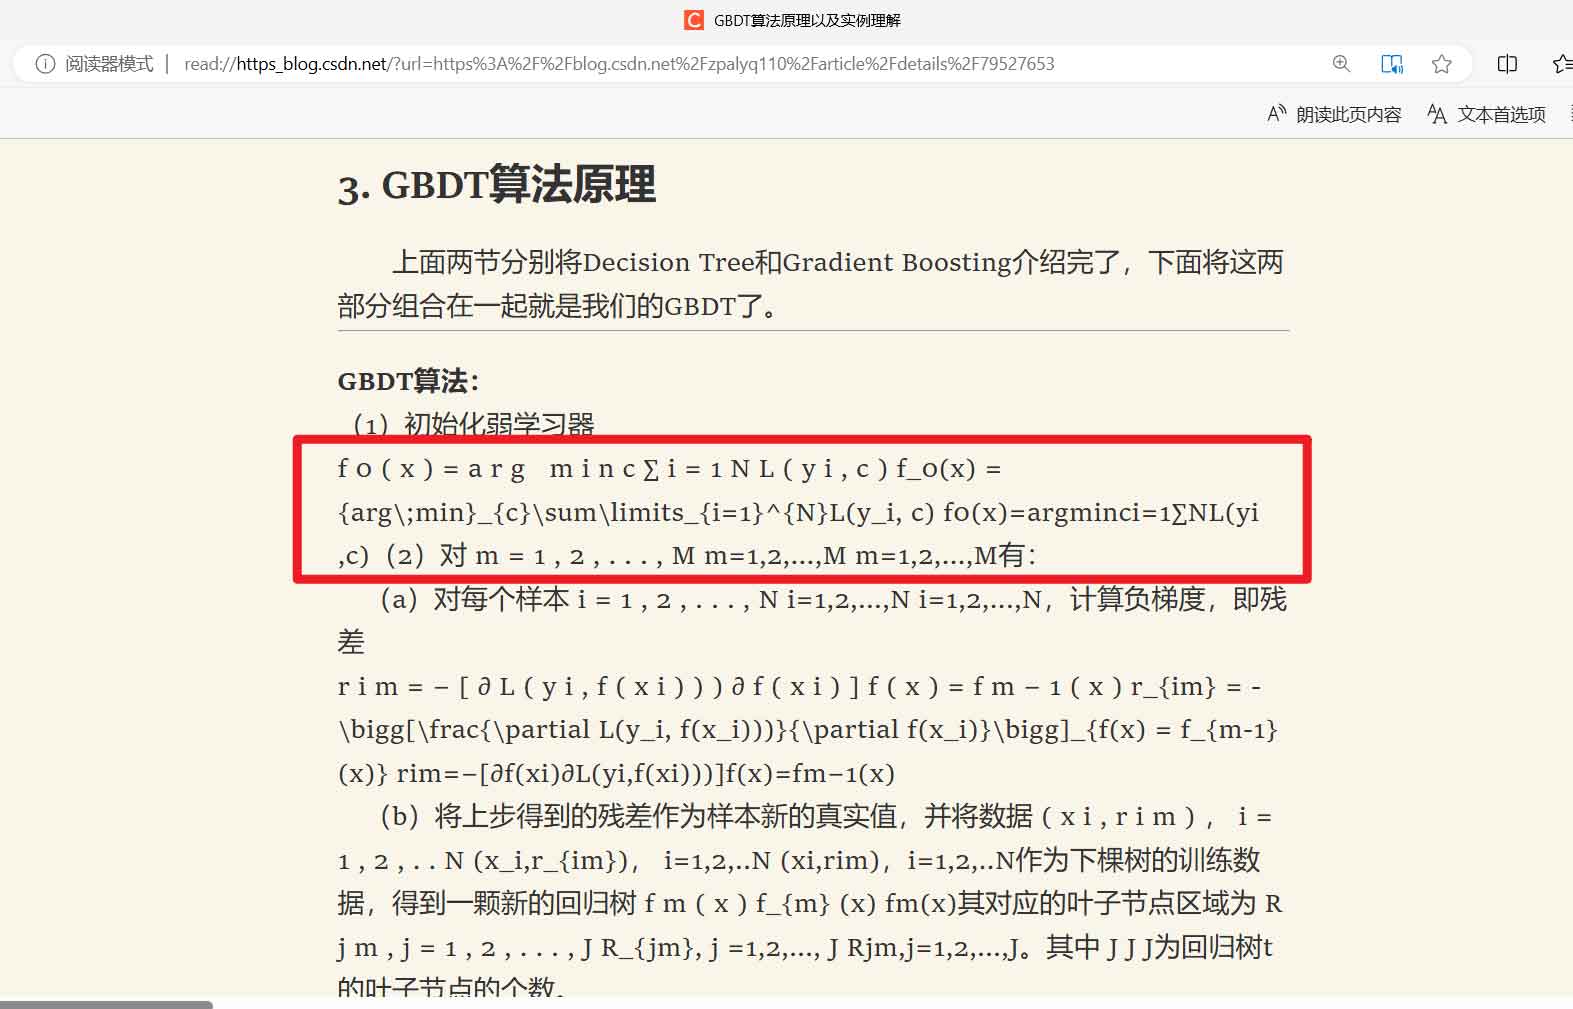 GBDT算法原理以及实例理解
阅读器模式 | read://https_blog.csdn.net/?url=https%3A%2F%2Fblog.csdn.net%2Fzpalyq110%2Farticle%2Fdetails%2F79527653
朗读此页内容 文本首选项
3. GBDT算法原理
上面两节分别将Decision Tree和Gradient Boosting介绍完了，下面将这两
部分组合在一起就是我们的GBDT了。
GBDT算法：
（1）初始化弱学习器
f 0 ( x ) = a r g   m i n c ∑ i = 1 N L ( y i , c ) f_0(x) =
{arg\;min}_{c}\sum\limits_{i=1}^{N}L(y_i, c) f0(x)=argminci=1∑NL(yi
,c)（2）对 m = 1 , 2 , . . . , M m=1,2,...,M m=1,2,...,M有：
（a）对每个样本 i = 1 , 2 , . . . , N i=1,2,...,N i=1,2,...,N，计算负梯度，即残
差
r i m = − [ ∂ L ( y i , f ( x i ) ) ) ∂ f ( x i ) ] f ( x ) = f m − 1 ( x ) r_{im} = -
\bigg[\frac{\partial L(y_i, f(x_i)))}{\partial f(x_i)}\bigg]_{f(x) = f_{m-1}
(x)} rim=−[∂f(xi)∂L(yi,f(xi)))]f(x)=fm−1(x)
（b）将上步得到的残差作为样本新的真实值，并将数据 ( x i , r i m ) ， i =
1 , 2 , . . N (x_i,r_{im})， i=1,2,..N (xi,rim)，i=1,2,..N作为下棵树的训练数
据，得到一颗新的回归树 f m ( x ) f_{m} (x) fm(x)其对应的叶子节点区域为 R
j m , j = 1 , 2 , . . . , J R_{jm}, j =1,2,..., J Rjm,j=1,2,...,J。其中 J J J为回归树t
的叶子节点的个数。